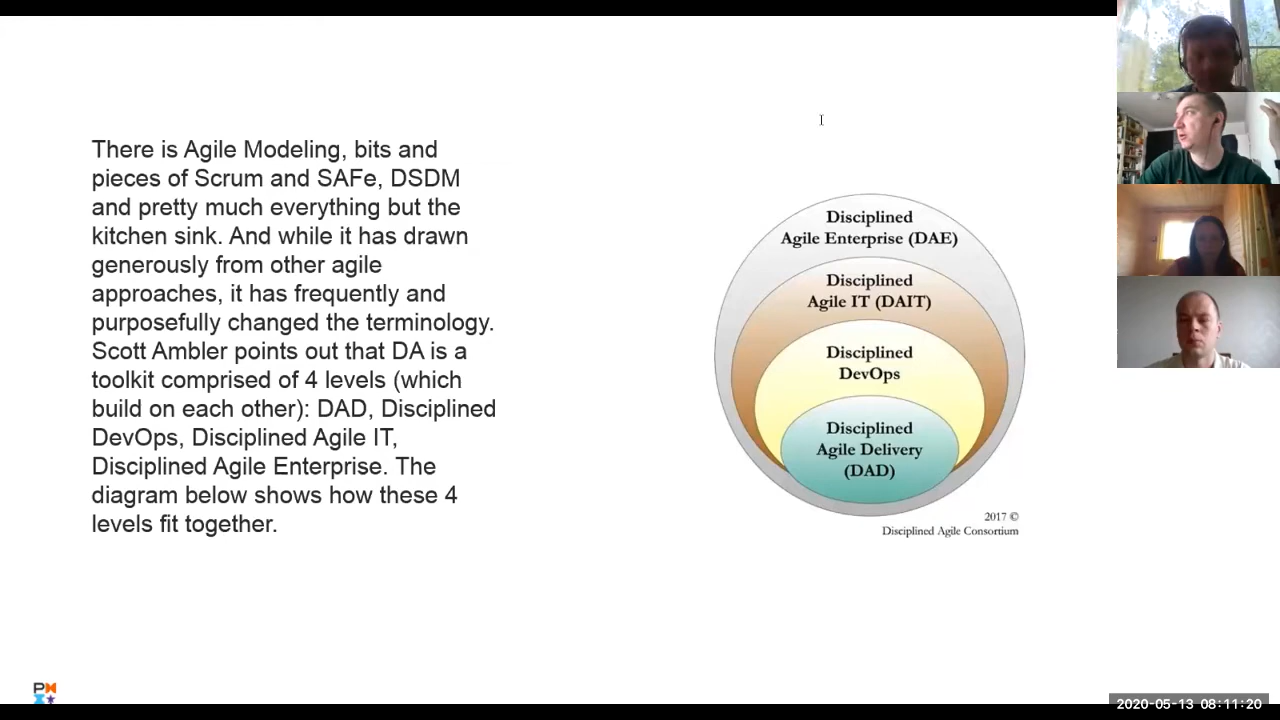 There is Agile Modeling, bits and
pieces of Scrum and SAFe, DSDM
and pretty much everything but the
kitchen sink. And while it has drawn
generously from other agile
approaches, it has frequently and
purposefully changed the terminology.
Scott Ambler points out that DA is a
toolkit comprised of 4 levels (which
build on each other): DAD, Disciplined
DevOps, Disciplined Agile IT,
Disciplined Agile Enterprise. The
diagram below shows how these 4
levels fit together.
Disciplined
Agile Enterprise (DAE)
Disciplined
Agile IT (DAIT)
Disciplined
DevOps
Disciplined
Agile Delivery
(DAD)
2017 ©
Disciplined Agile Consortium
2020-05-13 08:11:20